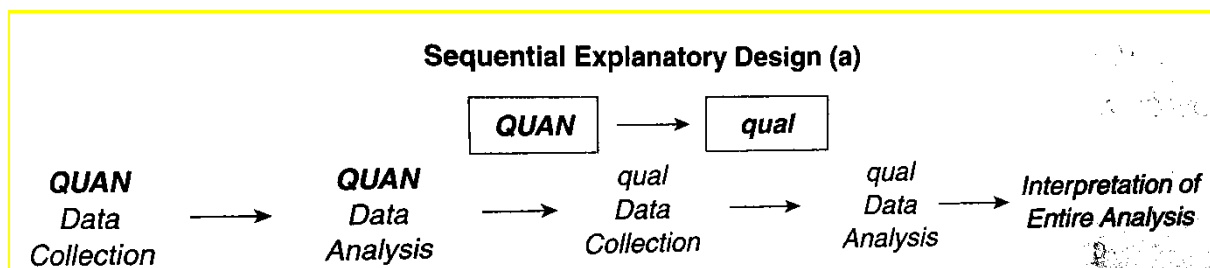 Sequential Explanatory Design (a)
QUAN qual
QUAN QUAN qual qual Interpretation of
Data Data Data Data Entire Analysis
Collection Analysis Collection Analysis